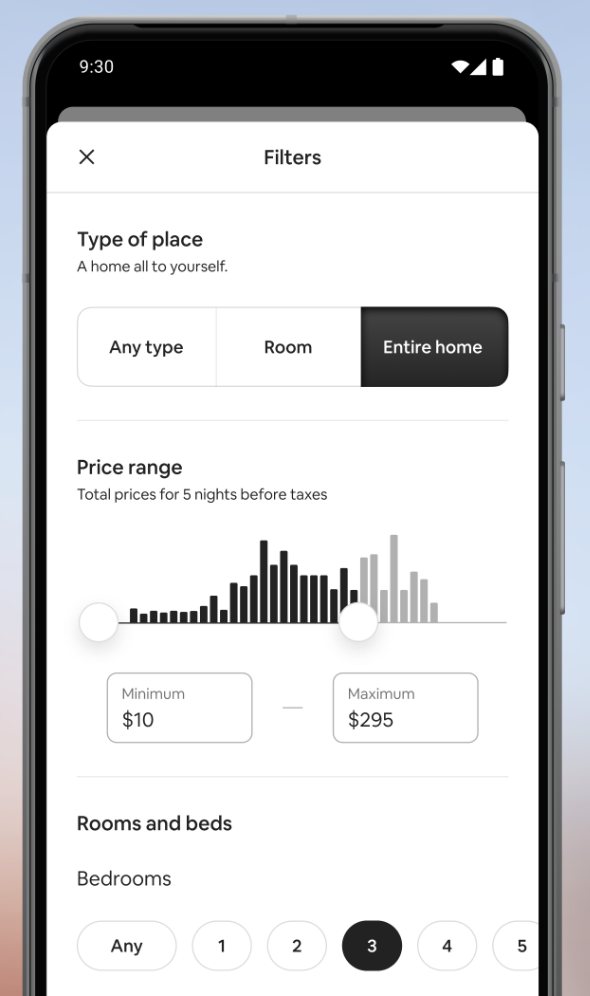 9:30
Filters
Type of place
A home all to yourself.
Any type Room Entire home
Price range
Total prices for 5 nights before taxes
Minimum Maximum
$10 — $295
Rooms and beds
Bedrooms
Any 1 2 3 4 5